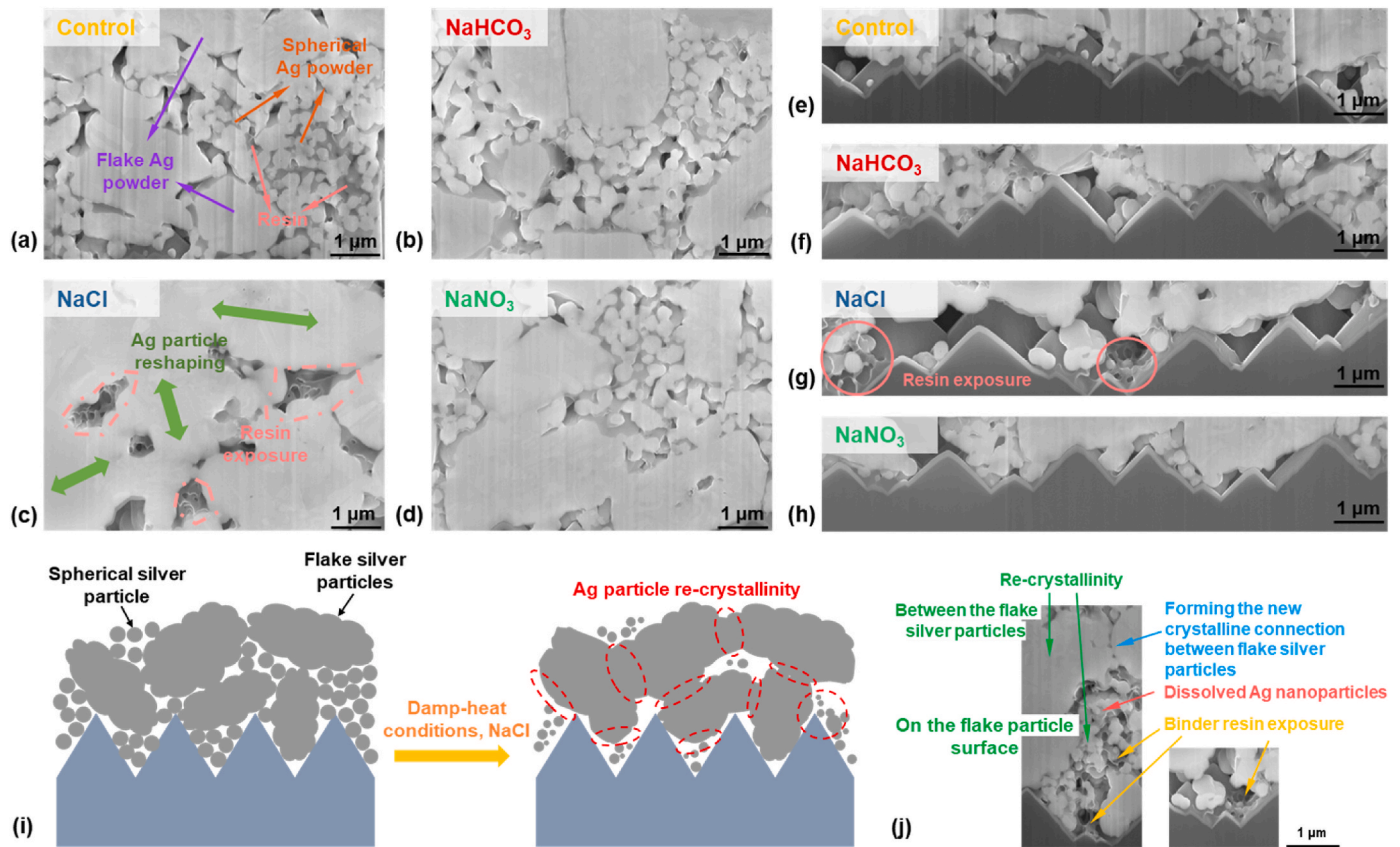 Control
Spherical
Ag powder
Flake Ag
powder
Resin
(a)
1 µm
NaHCO₃
(b)
1 µm
Control
(e)
1 µm
NaHCO₃
(f)
1 µm
NaCl
Ag particle
reshaping
Resin
exposure
(c)
1 µm
NaNO₃
(d)
1 µm
NaCl
(g)
Resin exposure
1 µm
NaNO₃
(h)
1 µm
Spherical silver
particle
Flake silver
particles
Damp-heat
conditions, NaCl
Ag particle re-crystallinity
(i)
Re-crystallinity
Between the flake
silver particles
On the flake particle
surface
Forming the new
crystalline connection
between flake silver
particles
Dissolved Ag nanoparticles
Binder resin exposure
(j)
1 µm